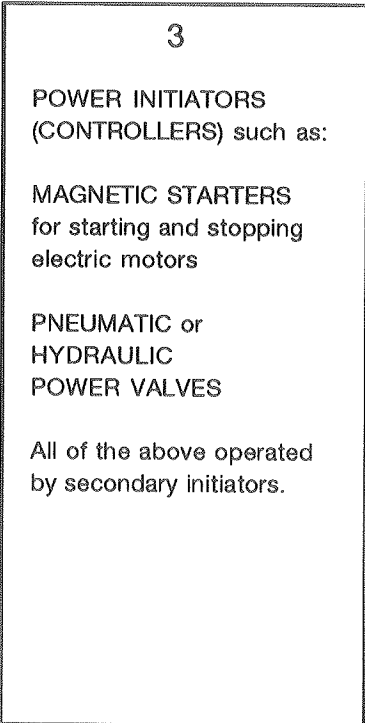 3
POWER INITIATORS
(CONTROLLERS) such as:
MAGNETIC STARTERS
for starting and stopping
electric motors
PNEUMATIC or
HYDRAULIC
POWER VALVES
All of the above operated
by secondary initiators.